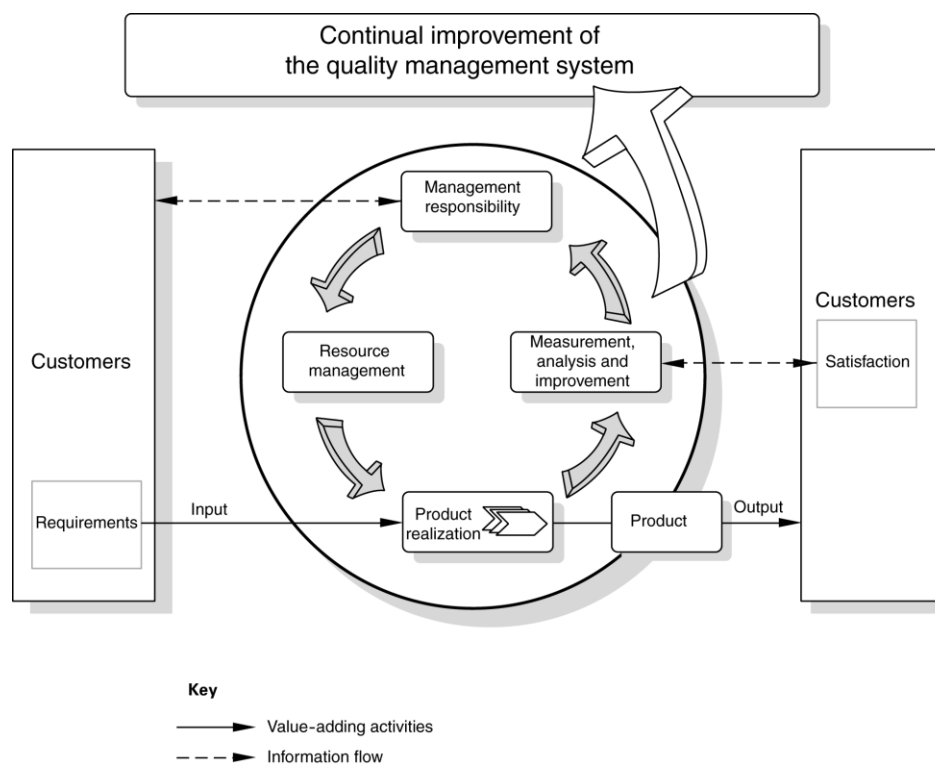 Continual improvement of
the quality management system
Management
responsibility
Customers
Resource
management
Measurement,
analysis and
improvement
Customers
Satisfaction
Requirements
Input
Product
realization
Product
Output
Key
Value-adding activities
Information flow